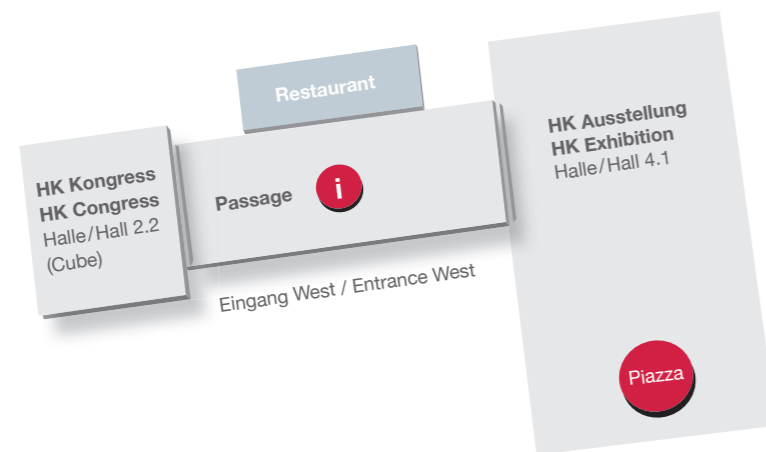 Restaurant
HK Kongress
HK Congress
Halle/Hall 2.2
(Cube)
Passage
i
HK Ausstellung
HK Exhibition
Halle/Hall 4.1
Eingang West / Entrance West
Piazza